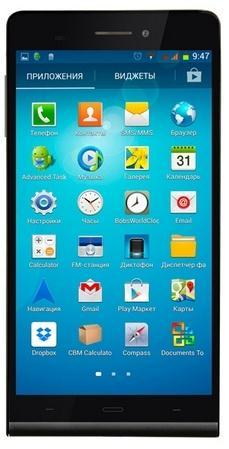 9:47
ПРИЛОЖЕНИЯ ВИДЖЕТЫ
Телефон Контакты SMS/MMS Браузер
Advanced Task Музыка Галерея Календарь
31
Настройки Часы BobsWorldCloc Email
Calculator FM-станция Диктофон Диспетчер фа
Навигация Gmail Play Маркет Карты
Dropbox CBM Calculato Compass Documents To